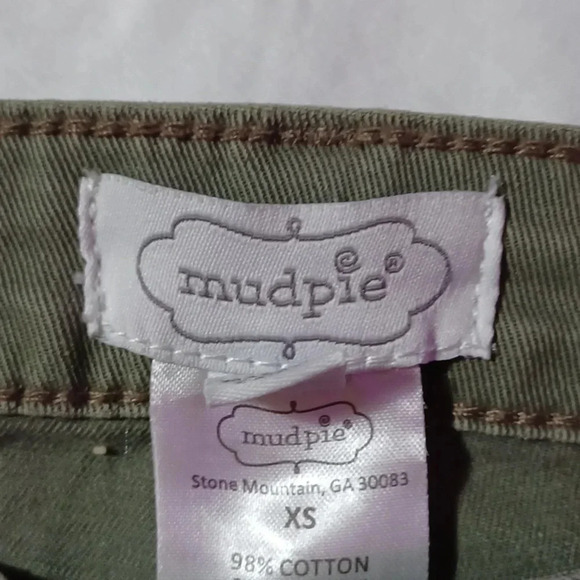 mudpie®
mudpie®
Stone Mountain, GA 30083
XS
98% COTTON